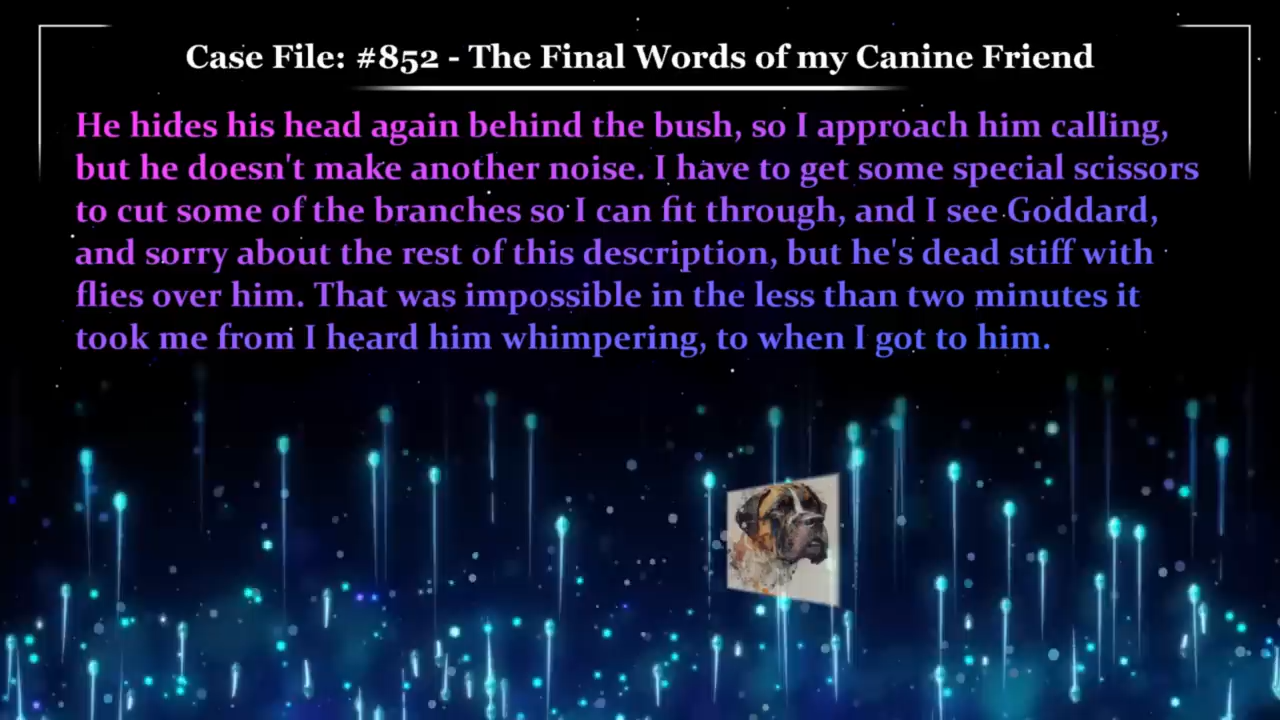 Case File: #852 - The Final Words of my Canine Friend
He hides his head again behind the bush, so I approach him calling,
but he doesn't make another noise. I have to get some special scissors
to cut some of the branches so I can fit through, and I see Goddard,
and sorry about the rest of this description, but he's dead stiff with
flies over him. That was impossible in the less than two minutes it
took me from I heard him whimpering, to when I got to him.